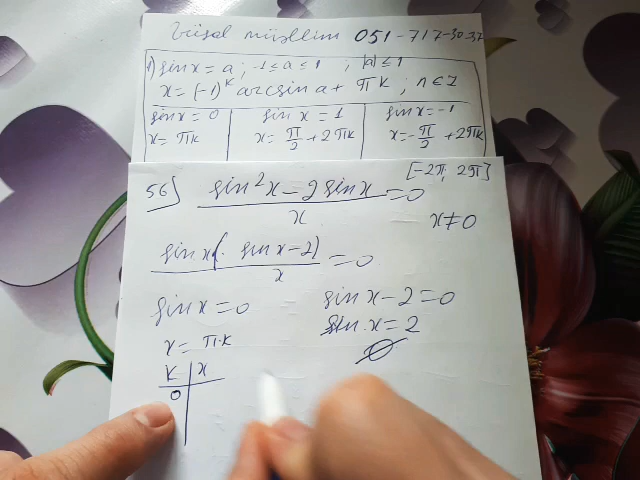 Vüsal müəllim 051-717-30-37
1) sin x = a; -1 ≤ a ≤ 1; |a| ≤ 1
x = (-1)^k arcsin a + πk; n ∈ Z
sin x = 0 sin x = 1 sin x = -1
x = πk x = π/2 + 2πk x = -π/2 + 2πk
[-2π; 2π]
56) (sin²x - 2 sin x)/x = 0
x ≠ 0
sin x (· sin x - 2)/x = 0
sin x = 0 sin x - 2 = 0
x = π·k sin x = 2
∅
k | x
0